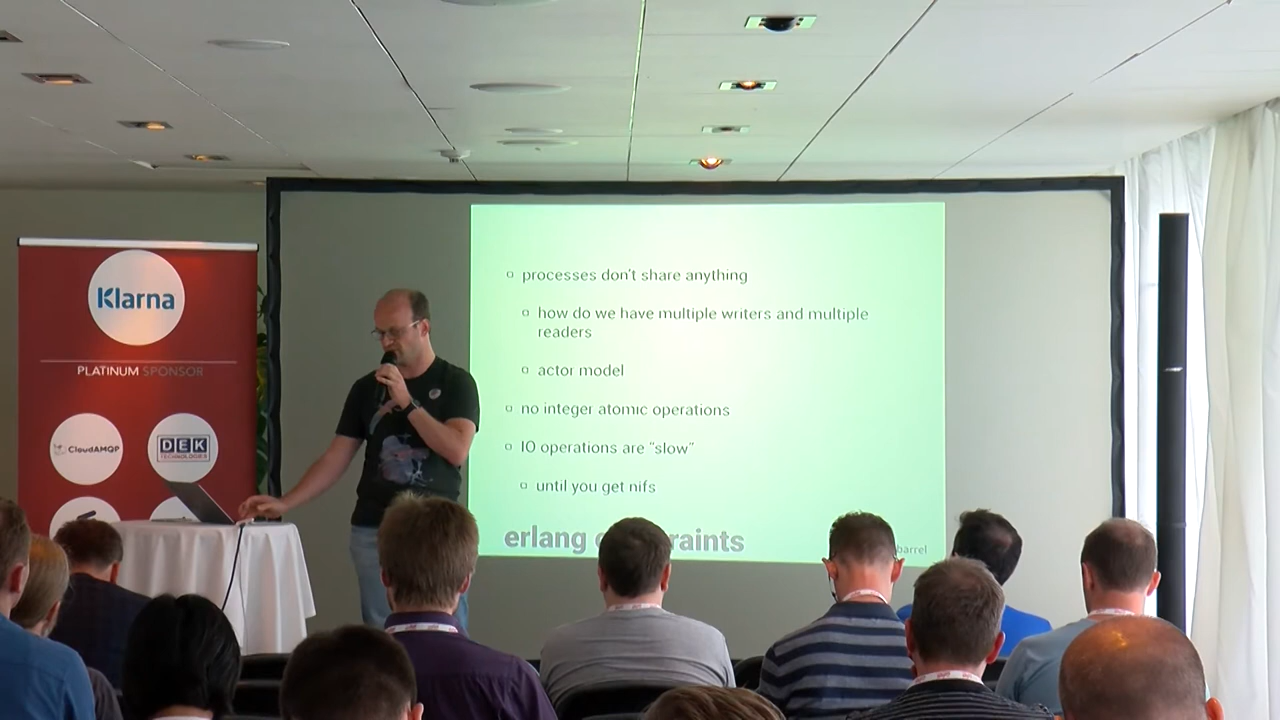 Klarna
PLATINUM SPONSOR
CloudAMQP
DEK
TECHNOLOGIES
processes don't share anything
how do we have multiple writers and multiple
readers
actor model
no integer atomic operations
IO operations are "slow"
until you get nifs
erlang
barrel